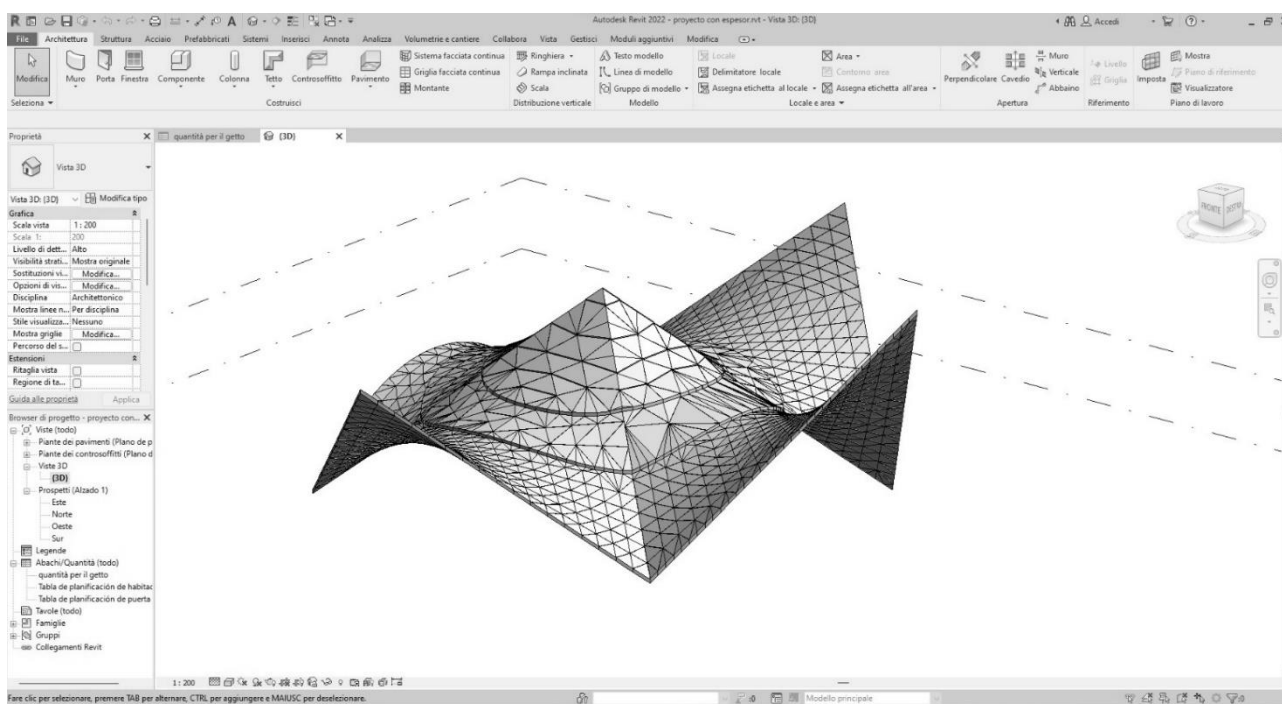 Autodesk Revit 2022 - proyecto con espesor.rvt - Vista 3D: {3D}
Accedi
File Architettura Struttura Acciaio Prefabbricati Sistemi Inserisci Annota Analizza Volumetrie e cantiere Collabora Vista Gestisci Moduli aggiuntivi Modifica
Modifica
Muro Porta Finestra Componente Colonna Tetto Controsoffitto Pavimento
Sistema facciata continua
Griglia facciata continua
Montante
Ringhiera
Rampa inclinata
Scala
Testo modello
Linea di modello
Gruppo di modello
Locale
Delimitatore locale
Assegna etichetta al locale
Area
Contorno area
Assegna etichetta all'area
Perpendicolare Cavedio
Muro
Verticale
Abbaino
Livello
Griglia
Imposta
Mostra
Piano di riferimento
Visualizzatore
Seleziona Costruisci Distribuzione verticale Modello Locale e area Apertura Riferimento Piano di lavoro
Proprietà X
quantità per il getto {3D} X
Vista 3D
Vista 3D: {3D} Modifica tipo
Grafica
Scala vista 1 : 200
Scala 1: 200
Livello di dett... Alto
Visibilità strati... Mostra originale
Sostituzioni vi... Modifica...
Opzioni di vis... Modifica...
Disciplina Architettonico
Mostra linee n... Per disciplina
Stile visualizza... Nessuno
Mostra griglie Modifica...
Percorso del s...
Estensioni
Ritaglia vista
Regione di ta...
Guida alle proprietà Applica
FRONTE DESTRO
Browser di progetto - proyecto con... X
Viste (todo)
Piante dei pavimenti (Plano de p
Piante dei controsoffitti (Plano d
Viste 3D
{3D}
Prospetti (Alzado 1)
Este
Norte
Oeste
Sur
Legende
Abachi/Quantità (todo)
quantità per il getto
Tabla de planificación de habitac
Tabla de planificación de puerta
Tavole (todo)
Famiglie
Gruppi
Collegamenti Revit
1 : 200
Fare clic per selezionare, premere TAB per alternare, CTRL per aggiungere e MAIUSC per deselezionare.
:0
Modello principale
:0